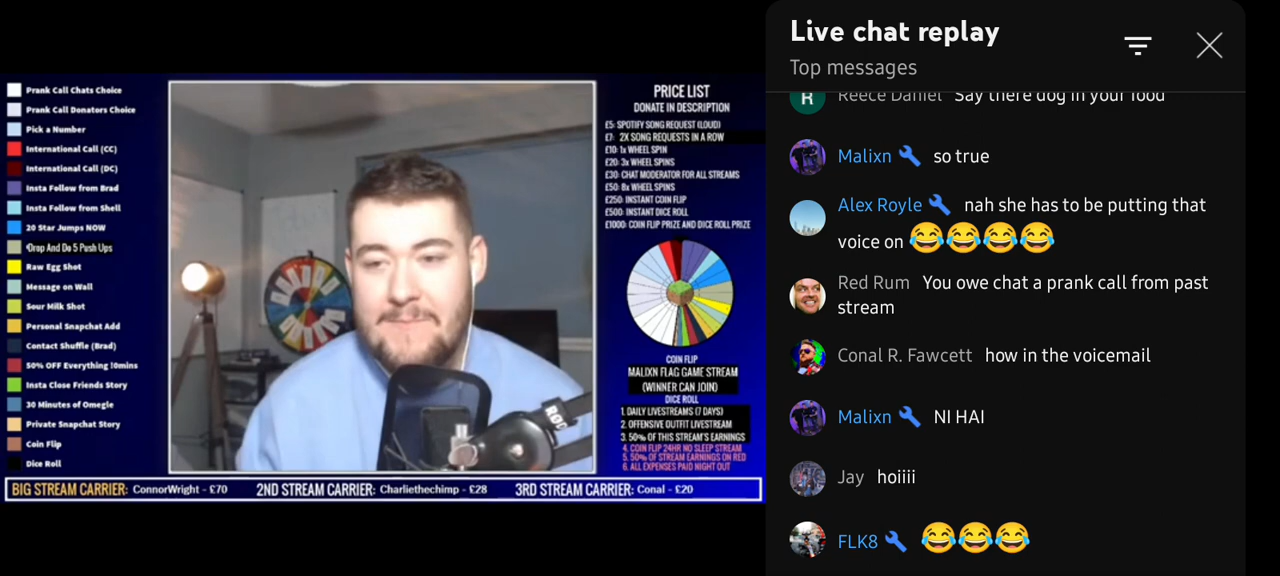 Prank Call Chats Choice
Prank Call Donators Choice
Pick a Number
International Call (CC)
International Call (DC)
Insta Follow from Brad
Insta Follow from Shell
20 Star Jumps NOW
Drop And Do 5 Push Ups
Raw Egg Shot
Message on Wall
Sour Milk Shot
Personal Snapchat Add
Contact Shuffle (Brad)
50% OFF Everything 10mins
Insta Close Friends Story
30 Minutes of Omegle
Private Snapchat Story
Coin Flip
Dice Roll
RØDE
PRICE LIST
DONATE IN DESCRIPTION
£5: SPOTIFY SONG REQUEST (LOUD)
£7: 2X SONG REQUESTS IN A ROW
£10: 1x WHEEL SPIN
£20: 3x WHEEL SPINS
£30: CHAT MODERATOR FOR ALL STREAMS
£50: 8x WHEEL SPINS
£250: INSTANT COIN FLIP
£500: INSTANT DICE ROLL
£1000: COIN FLIP PRIZE AND DICE ROLL PRIZE
COIN FLIP
MALIXN FLAG GAME STREAM
(WINNER CAN JOIN)
DICE ROLL
1. DAILY LIVESTREAMS (7 DAYS)
2. OFFENSIVE OUTFIT LIVESTREAM
3. 50% OF THIS STREAM'S EARNINGS
4. COIN FLIP 24HR NO SLEEP STREAM
5. 50% OF STREAM EARNINGS ON RED
6. ALL EXPENSES PAID NIGHT OUT
BIG STREAM CARRIER: ConnorWright - £70 2ND STREAM CARRIER: Charliethechimp - £28 3RD STREAM CARRIER: Conal - £20
Live chat replay
Top messages
R Reece Daniel Say there dog in your food
Malixn 🔧 so true
Alex Royle 🔧 nah she has to be putting that
voice on 😂😂😂😂
Red Rum You owe chat a prank call from past
stream
Conal R. Fawcett how in the voicemail
Malixn 🔧 NI HAI
Jay hoiiii
FLK8 🔧 😂😂😂